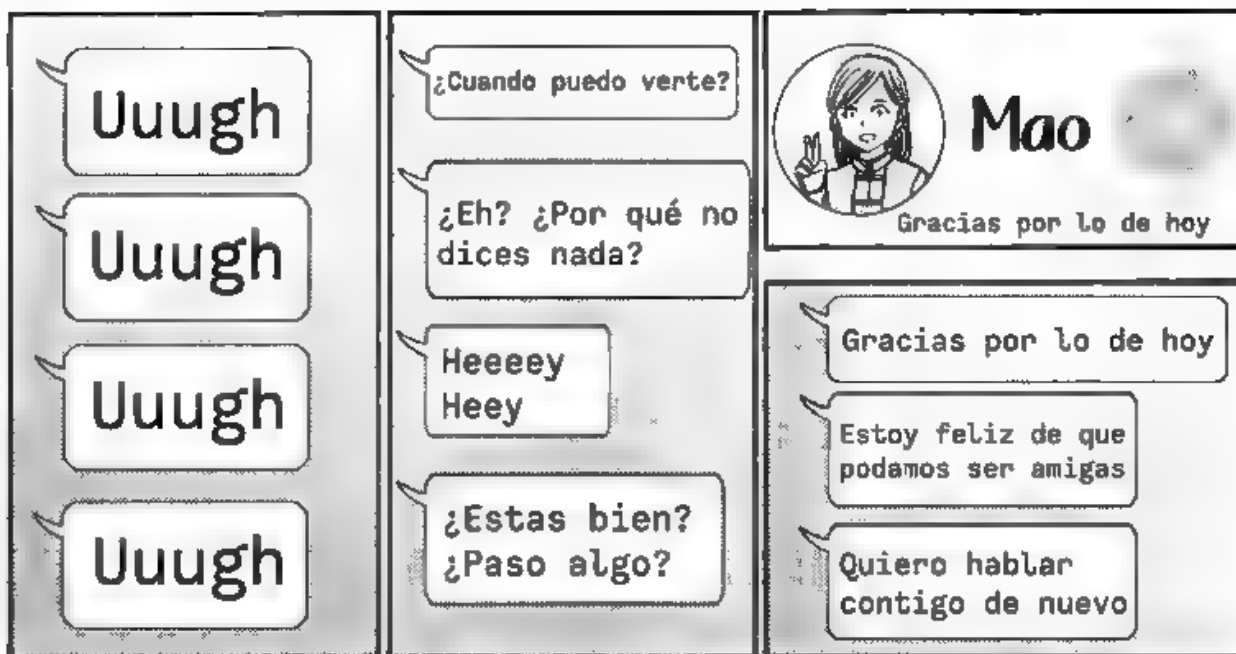 Mao
Gracias por lo de hoy
Gracias por lo de hoy
Estoy feliz de que
podamos ser amigas
Quiero hablar
contigo de nuevo
¿Cuando puedo verte?
¿Eh? ¿Por qué no
dices nada?
Heeeey
Heey
¿Estas bien?
¿Paso algo?
Uuugh
Uuugh
Uuugh
Uuugh